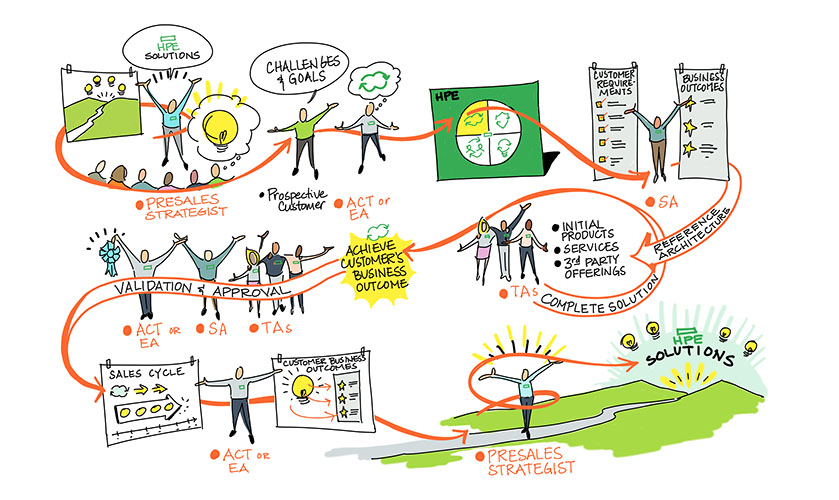 HPE
SOLUTIONS
CHALLENGES
& GOALS
HPE
CUSTOMER
REQUIRE-
MENTS
BUSINESS
OUTCOMES
PRESALES
STRATEGIST
Prospective
Customer
ACT or
EA
SA
REFERENCE
ARCHITECTURE
INITIAL
PRODUCTS
SERVICES
3rd PARTY
OFFERINGS
TAs
COMPLETE SOLUTION
ACHIEVE
CUSTOMER'S
BUSINESS
OUTCOME
VALIDATION & APPROVAL
ACT or
EA
SA
TAs
SALES CYCLE
CUSTOMER BUSINESS
OUTCOMES
ACT or
EA
HPE
SOLUTIONS
PRESALES
STRATEGIST